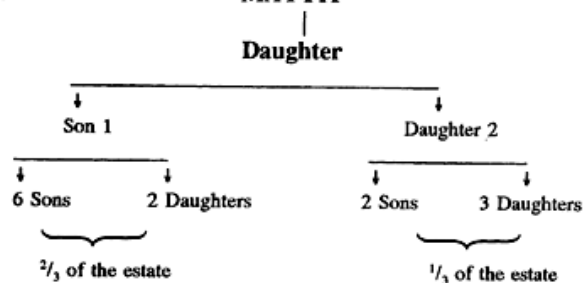 Daughter
Son 1 Daughter 2
6 Sons 2 Daughters 2 Sons 3 Daughters
²/₃ of the estate ¹/₃ of the estate